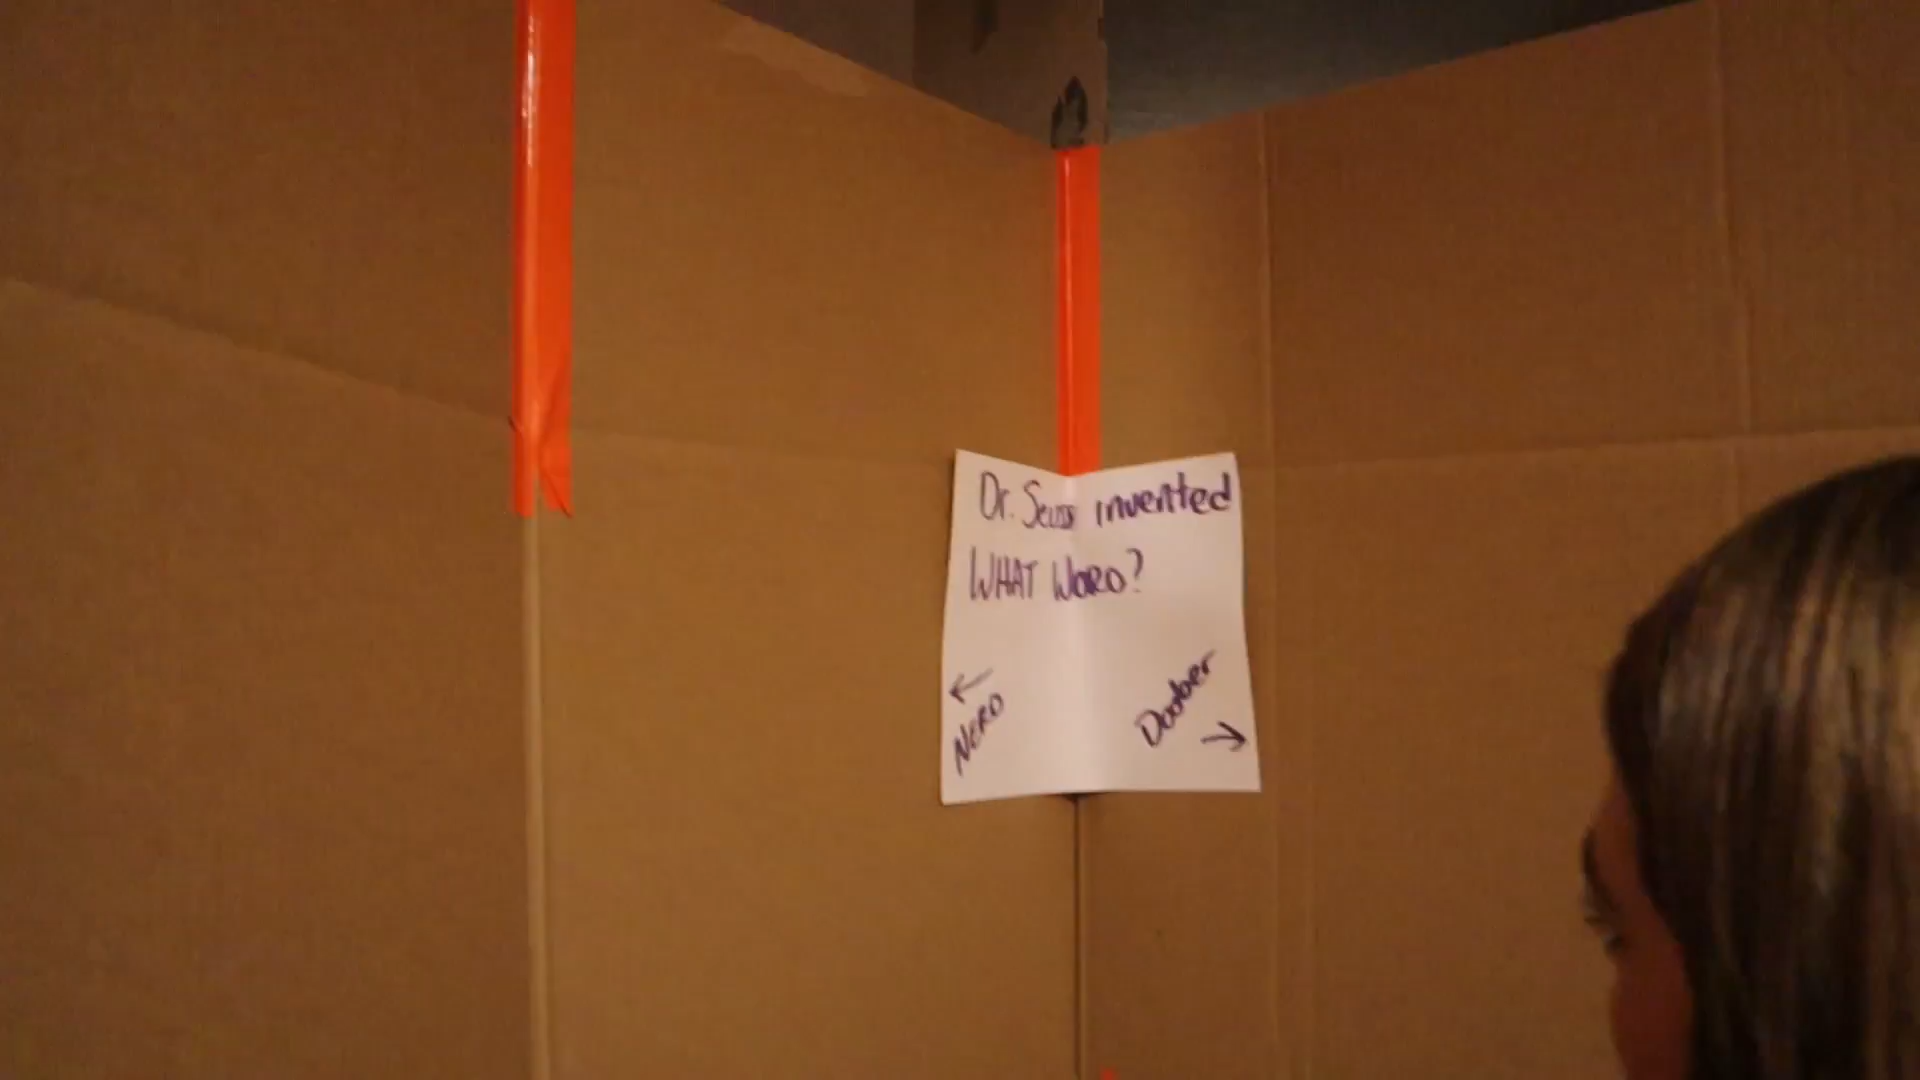 Dr. Seuss invented
WHAT WORD?
← NERD
Doober →